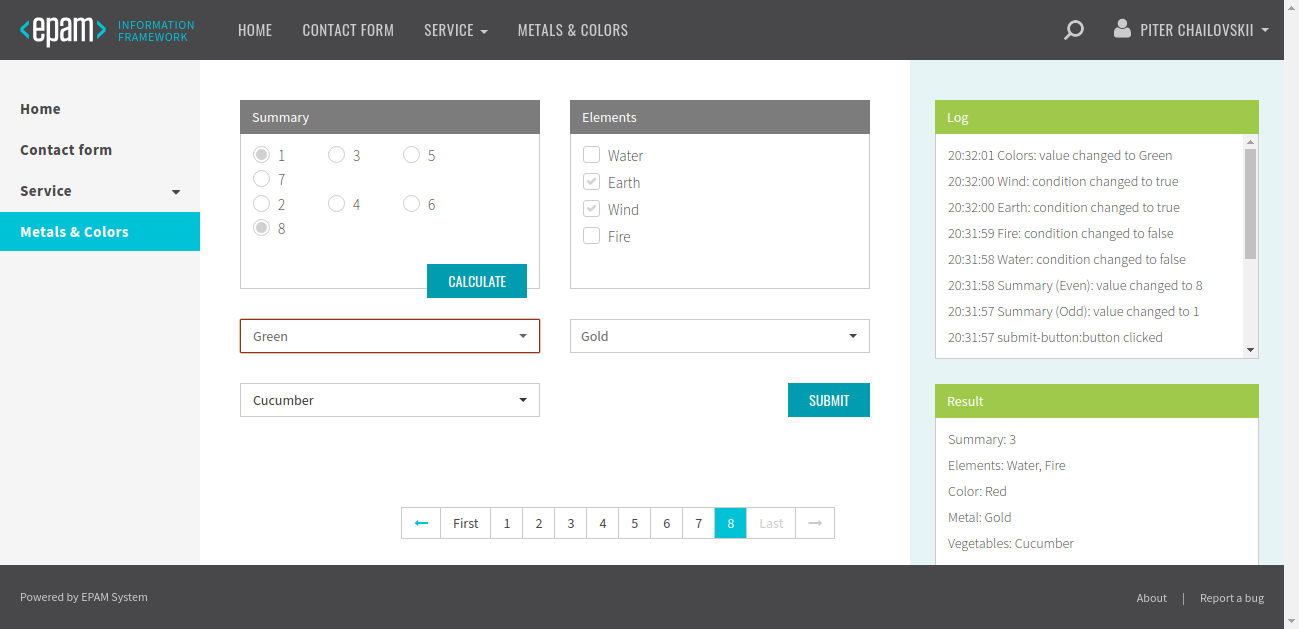 <epam> INFORMATION FRAMEWORK
HOME CONTACT FORM SERVICE METALS & COLORS PITER CHAILOVSKII
Home
Contact form
Service
Metals & Colors
Summary
1 3 5
7
2 4 6
8
CALCULATE
Elements
Water
Earth
Wind
Fire
Green
Gold
Cucumber
SUBMIT
First 1 2 3 4 5 6 7 8 Last
Log
20:32:01 Colors: value changed to Green
20:32:00 Wind: condition changed to true
20:32:00 Earth: condition changed to true
20:31:59 Fire: condition changed to false
20:31:58 Water: condition changed to false
20:31:58 Summary (Even): value changed to 8
20:31:57 Summary (Odd): value changed to 1
20:31:57 submit-button:button clicked
Result
Summary: 3
Elements: Water, Fire
Color: Red
Metal: Gold
Vegetables: Cucumber
Powered by EPAM System
About | Report a bug